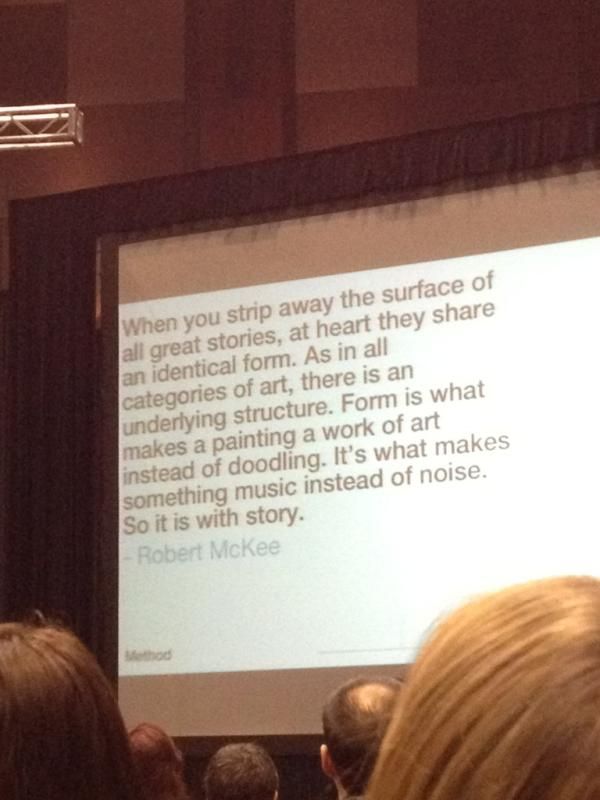 When you strip away the surface of
all great stories, at heart they share
an identical form. As in all
categories of art, there is an
underlying structure. Form is what
makes a painting a work of art
instead of doodling. It's what makes
something music instead of noise.
So it is with story.
- Robert McKee
Method